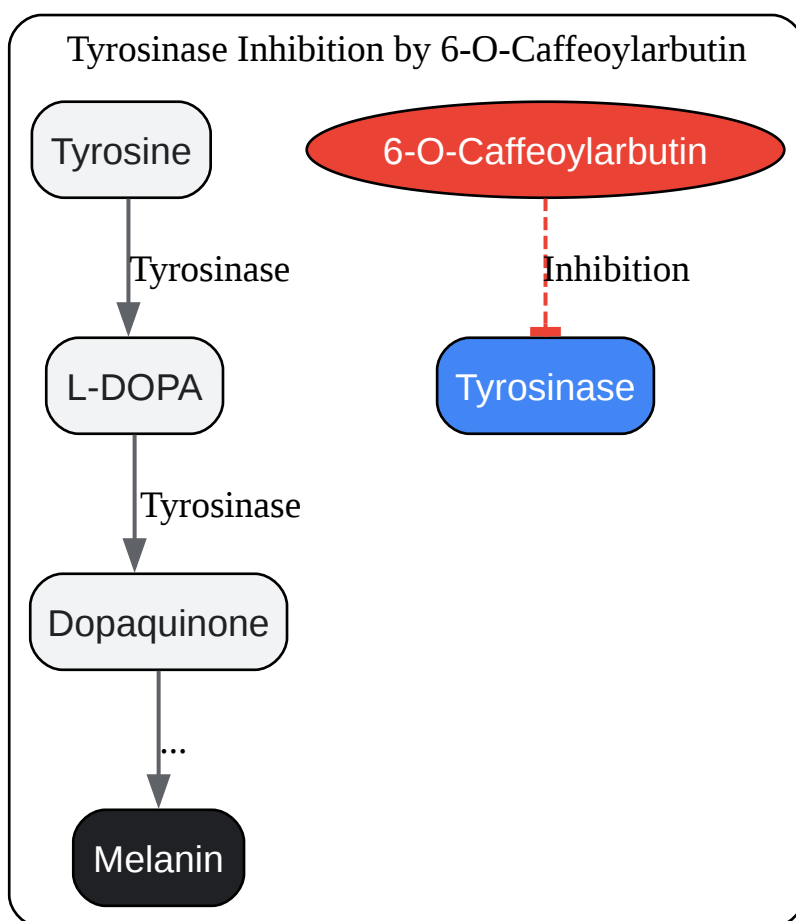 Tyrosinase Inhibition by 6-O-Caffeoylarbutin
Tyrosine
6-O-Caffeoylarbutin
Tyrosinase
Inhibition
L-DOPA
Tyrosinase
Tyrosinase
Dopaquinone
...
Melanin